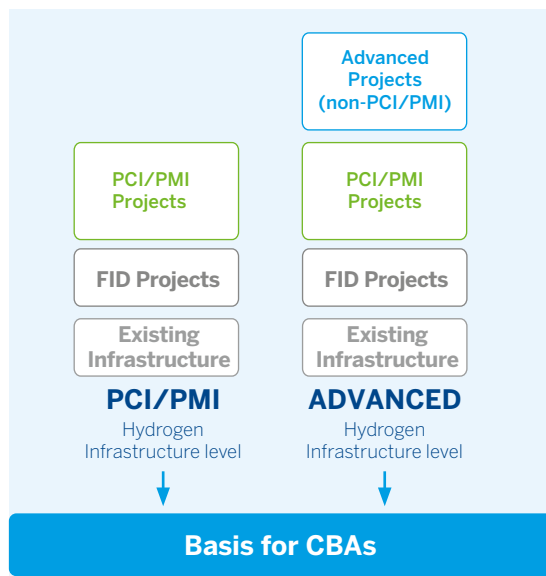 Advanced
Projects
(non-PCI/PMI)
PCI/PMI
Projects
PCI/PMI
Projects
FID Projects
FID Projects
Existing
Infrastructure
Existing
Infrastructure
PCI/PMI
ADVANCED
Hydrogen
Infrastructure level
Hydrogen
Infrastructure level
Basis for CBAs